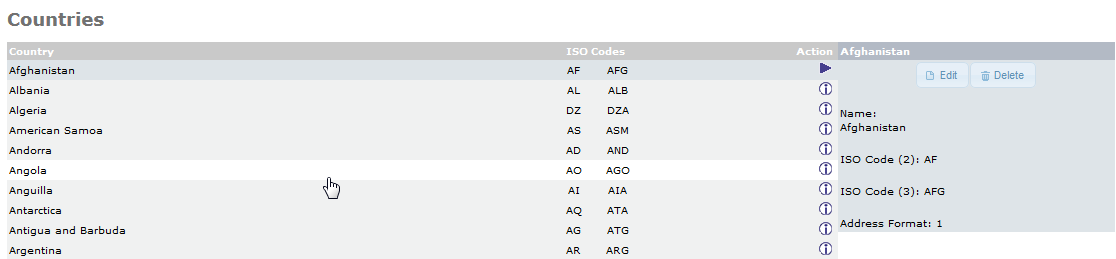 Countries
Country ISO Codes Action Afghanistan
Afghanistan AF AFG
Edit Delete
Albania AL ALB
Algeria DZ DZA
Name:
American Samoa AS ASM
Afghanistan
Andorra AD AND
ISO Code (2): AF
Angola AO AGO
Anguilla AI AIA
ISO Code (3): AFG
Antarctica AQ ATA
Antigua and Barbuda AG ATG
Address Format: 1
Argentina AR ARG